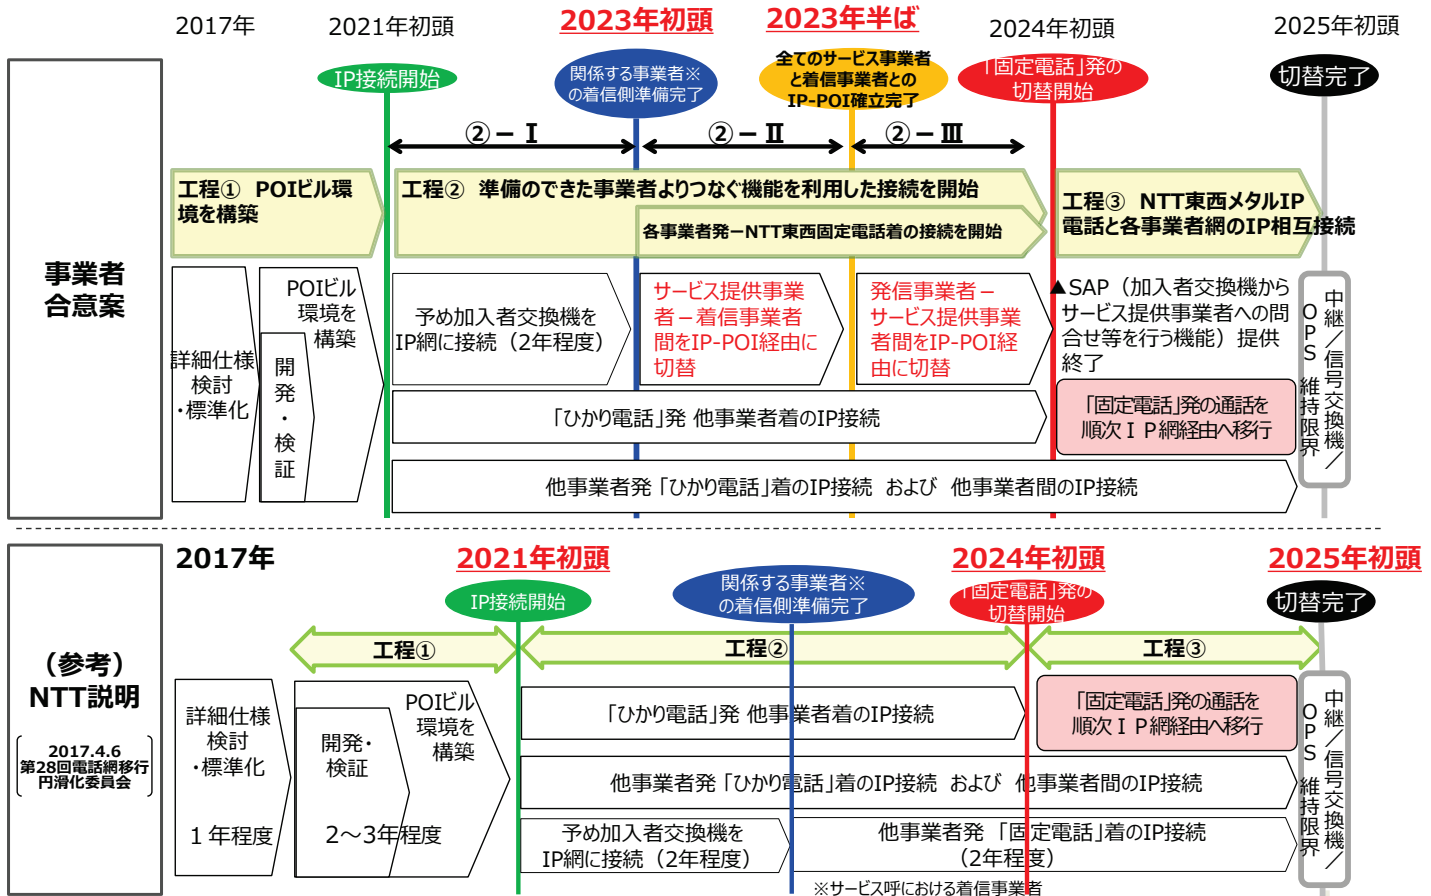 2017年
2021年初頭
2023年初頭
2023年半ば
2024年初頭
2025年初頭
IP接続開始
関係する事業者※
の着信側準備完了
全てのサービス事業者
と着信事業者との
IP-POI確立完了
「固定電話」発の
切替開始
切替完了
②－Ⅰ
②－Ⅱ
②－Ⅲ
事業者
合意案
工程① POIビル環
境を構築
工程② 準備のできた事業者よりつなぐ機能を利用した接続を開始
各事業者発－NTT東西固定電話着の接続を開始
工程③ NTT東西メタルIP
電話と各事業者網のIP相互接続
詳細仕様
検討
・標準化
POIビル
環境を
構築
開発・検証
予め加入者交換機を
IP網に接続（2年程度）
サービス提供事業
者－着信事業者
間をIP-POI経由に
切替
発信事業者－
サービス提供事業
者間をIP-POI経
由に切替
▲SAP（加入者交換機から
サービス提供事業者への問
合せ等を行う機能）提供
終了
「ひかり電話」発 他事業者着のIP接続
「固定電話」発の通話を
順次ＩＰ網経由へ移行
他事業者発「ひかり電話」着のIP接続 および 他事業者間のIP接続
中継／信号交換機／
OPS 維持限界
2017年
2021年初頭
2024年初頭
2025年初頭
IP接続開始
関係する事業者※
の着信側準備完了
「固定電話」発の
切替開始
切替完了
（参考）
NTT説明
2017.4.6
第28回電話網移行
円滑化委員会
工程①
工程②
工程③
詳細仕様
検討
・標準化
１年程度
POIビル
環境を
構築
開発・
検証
2～3年程度
「ひかり電話」発 他事業者着のIP接続
「固定電話」発の通話を
順次ＩＰ網経由へ移行
他事業者発「ひかり電話」着のIP接続 および 他事業者間のIP接続
予め加入者交換機を
IP網に接続（2年程度）
他事業者発 「固定電話」着のIP接続
（2年程度）
中継／信号交換機／
OPS 維持限界
※サービス呼における着信事業者